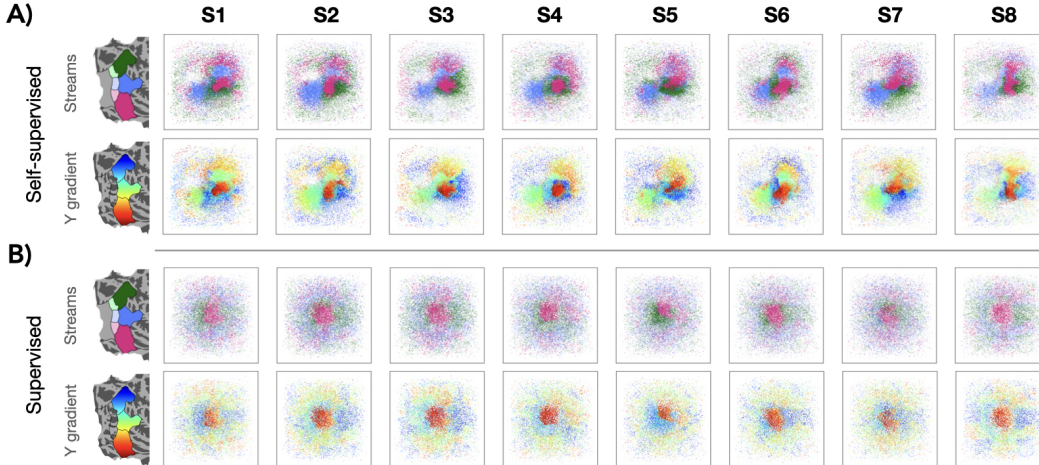 A) S1 S2 S3 S4 S5 S6 S7 S8
Self-supervised
Streams
Y gradient
B)
Supervised
Streams
Y gradient